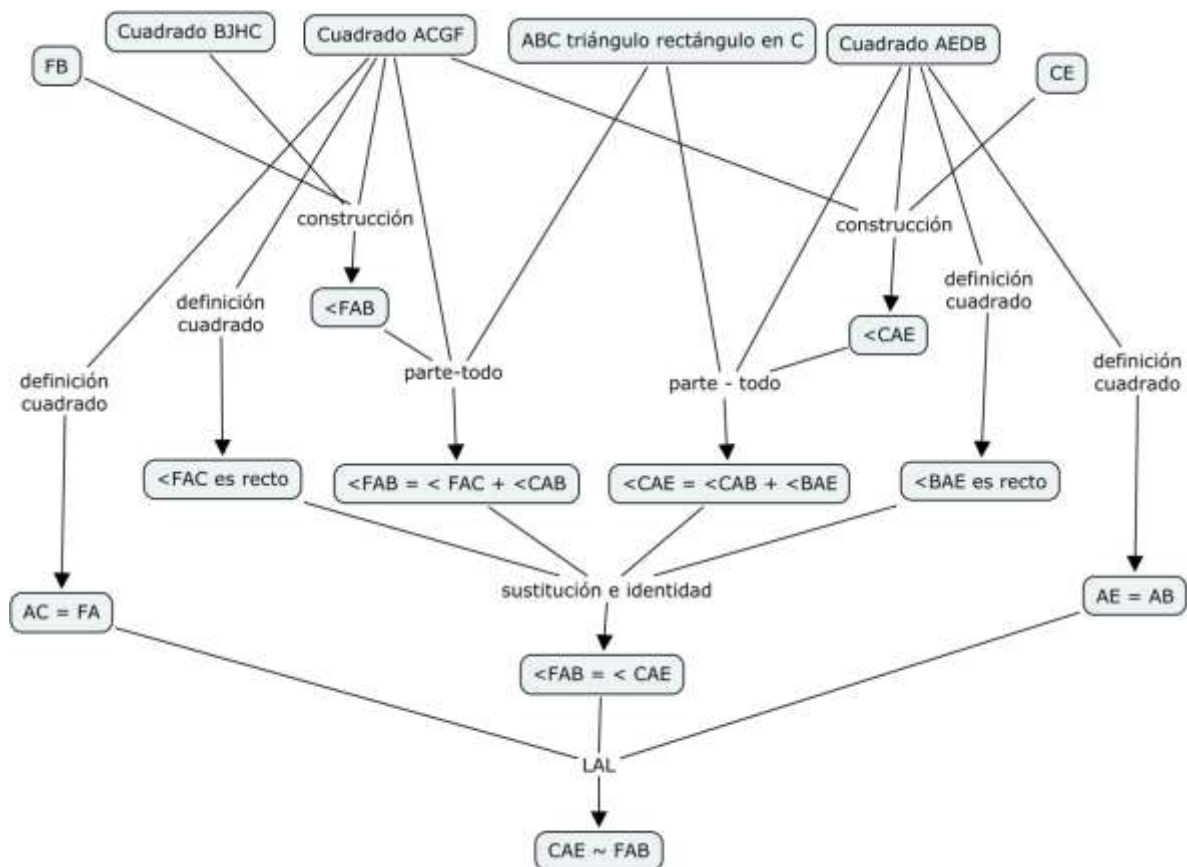 Cuadrado BJHC
Cuadrado ACGF
ABC triángulo rectángulo en C
Cuadrado AEDB
FB
CE
construcción
construcción
definición
cuadrado
<FAB
definición
cuadrado
<CAE
definición
cuadrado
parte-todo
parte - todo
definición
cuadrado
<FAC es recto
<FAB = < FAC + <CAB
<CAE = <CAB + <BAE
<BAE es recto
sustitución e identidad
AC = FA
AE = AB
<FAB = < CAE
LAL
CAE ~ FAB